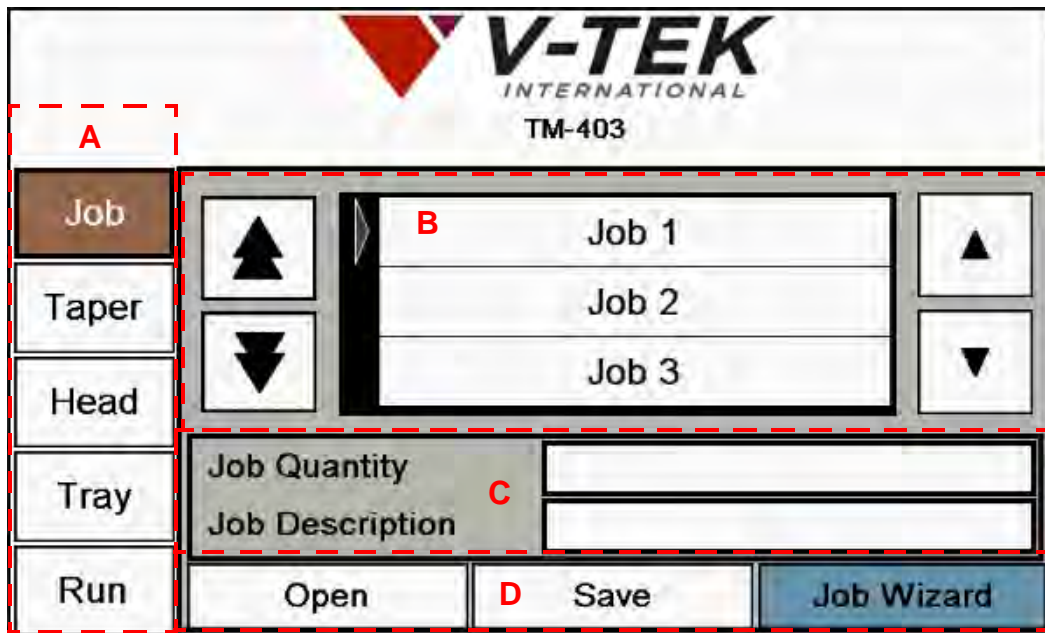 V-TEK
INTERNATIONAL
TM-403
A
Job
Taper
Head
Tray
Run
B
Job 1
Job 2
Job 3
C
Job Quantity
Job Description
D
Open
Save
Job Wizard